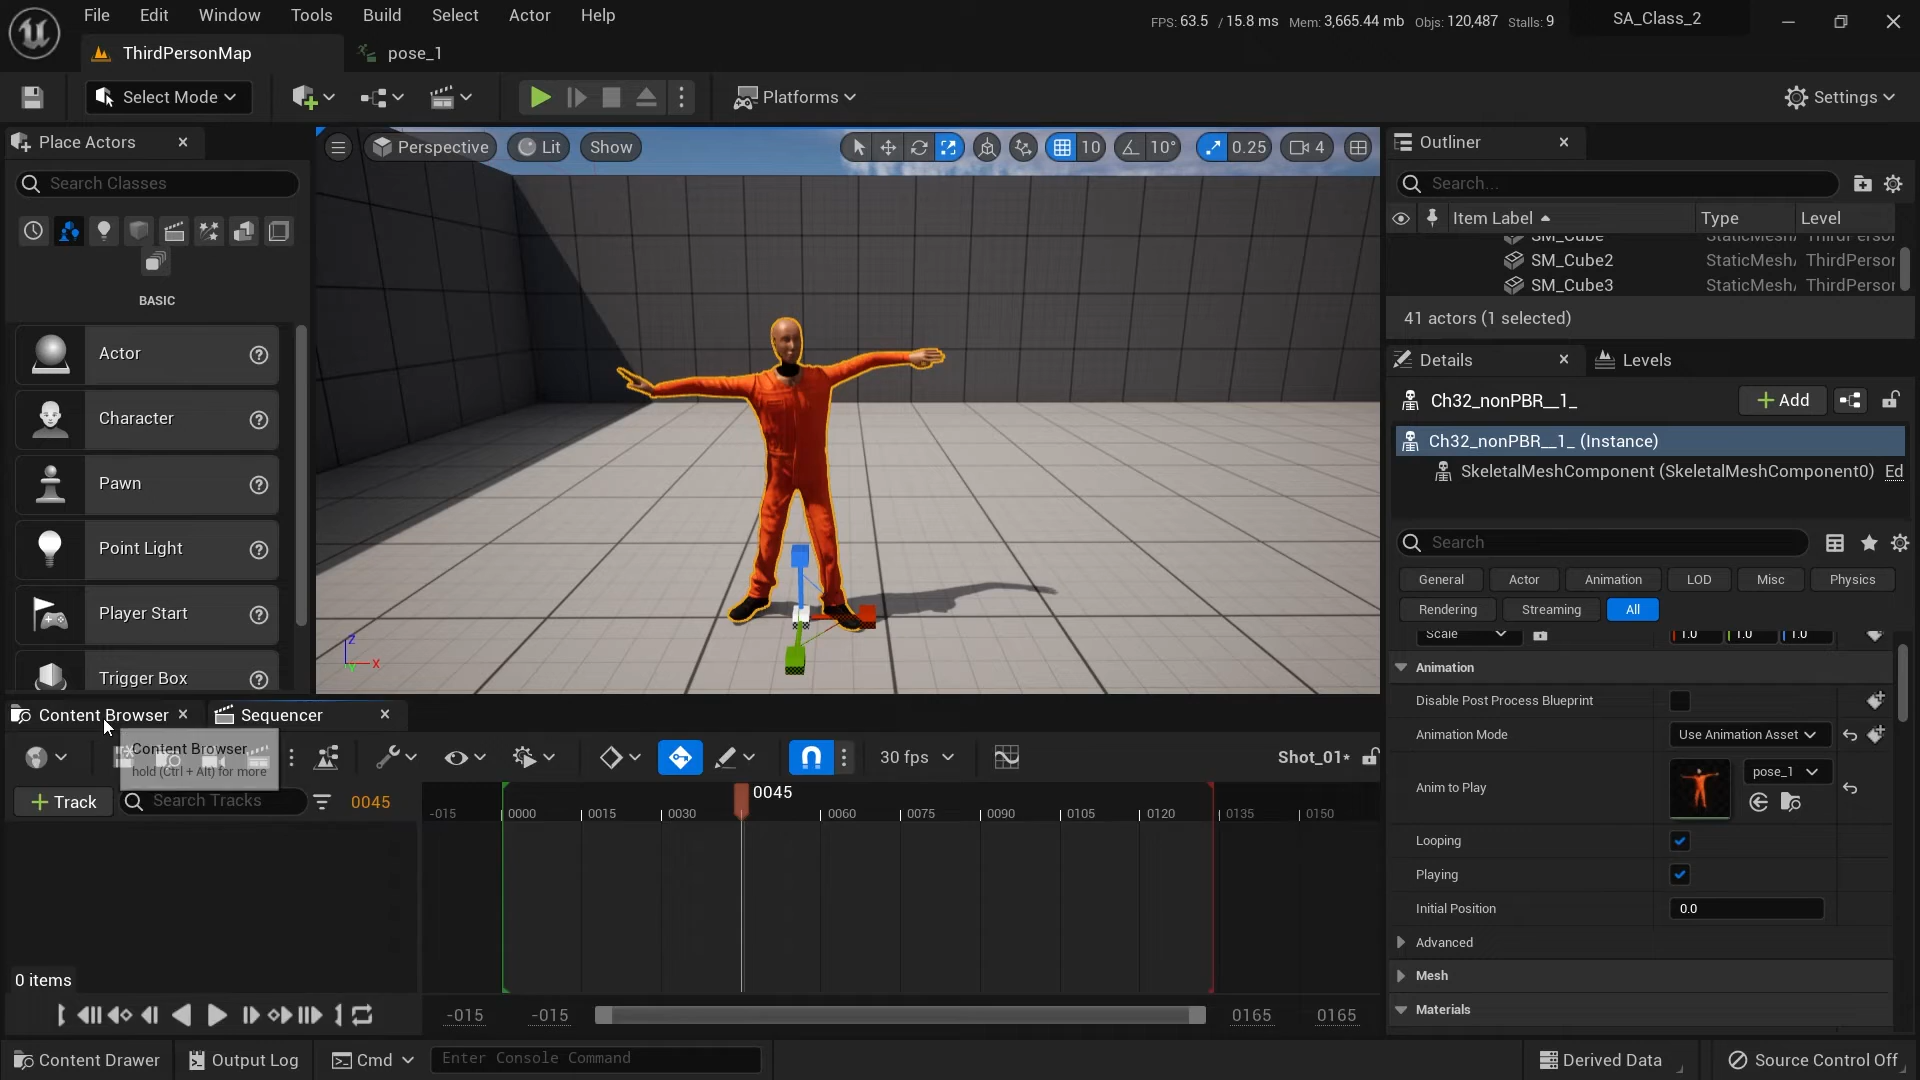 File Edit Window Tools Build Select Actor Help
FPS: 63.5 / 15.8 ms Mem: 3,665.44 mb Objs: 120,487 Stalls: 9
SA_Class_2
ThirdPersonMap
pose_1
Select Mode
Platforms
Settings
Place Actors
Search Classes
BASIC
Actor
Character
Pawn
Point Light
Player Start
Trigger Box
Perspective Lit Show
10 10° 0.25 4
Z
X
Outliner
Search...
Item Label Type Level
SM_Cube StaticMesh ThirdPerson
SM_Cube2 StaticMesh ThirdPerson
SM_Cube3 StaticMesh ThirdPerson
41 actors (1 selected)
Details Levels
Ch32_nonPBR__1_ Add
Ch32_nonPBR__1_ (Instance)
SkeletalMeshComponent (SkeletalMeshComponent0) Ed
Search
General Actor Animation LOD Misc Physics
Rendering Streaming All
Scale 1.0 1.0 1.0
Animation
Disable Post Process Blueprint
Animation Mode Use Animation Asset
Anim to Play pose_1
Looping
Playing
Initial Position 0.0
Advanced
Mesh
Materials
Content Browser Sequencer
Content Browser
hold (Ctrl + Alt) for more
30 fps
Shot_01*
+ Track Search Tracks 0045
0045
-015 0000 0015 0030 0060 0075 0090 0105 0120 0135 0150
0 items
-015 -015 0165 0165
Content Drawer Output Log Cmd Enter Console Command
Derived Data Source Control Off